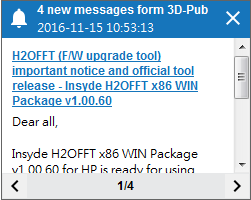 4 new messages form 3D-Pub
2016-11-15 10:53:13
H2OFFT (F/W upgrade tool)
important notice and official tool
release - Insyde H2OFFT x86 WIN
Package v1.00.60
Dear all,
Insyde H2OFFT x86 WIN Package
v1.00.60 for HP is ready for using
1/4